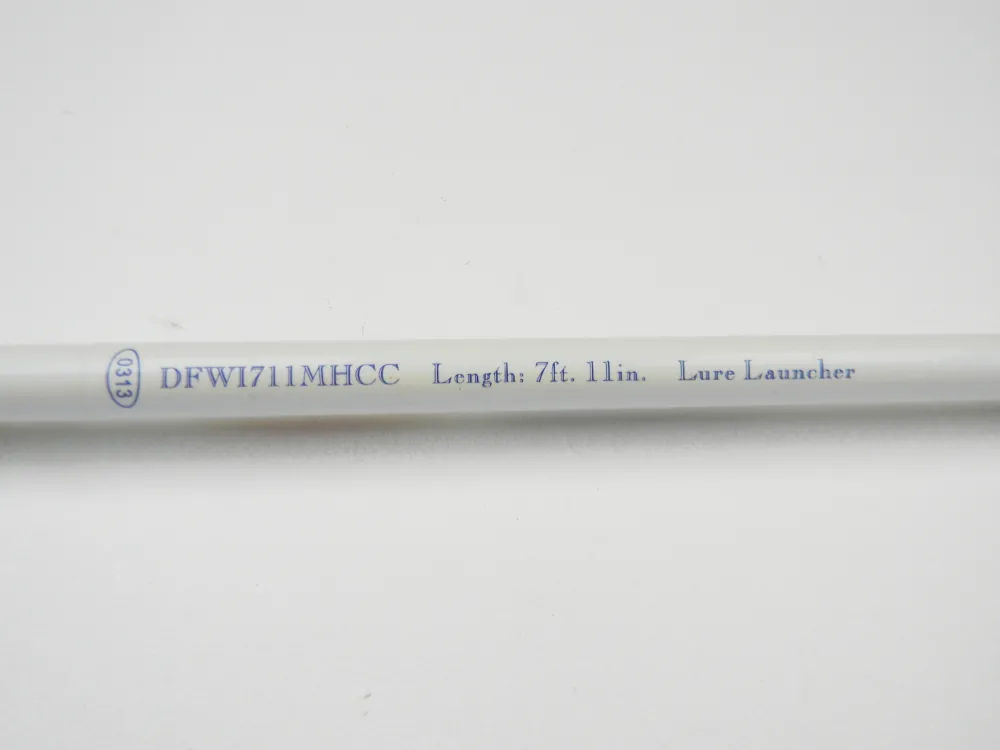 0313
DFWI711MHCC Length: 7ft. 11in. Lure Launcher